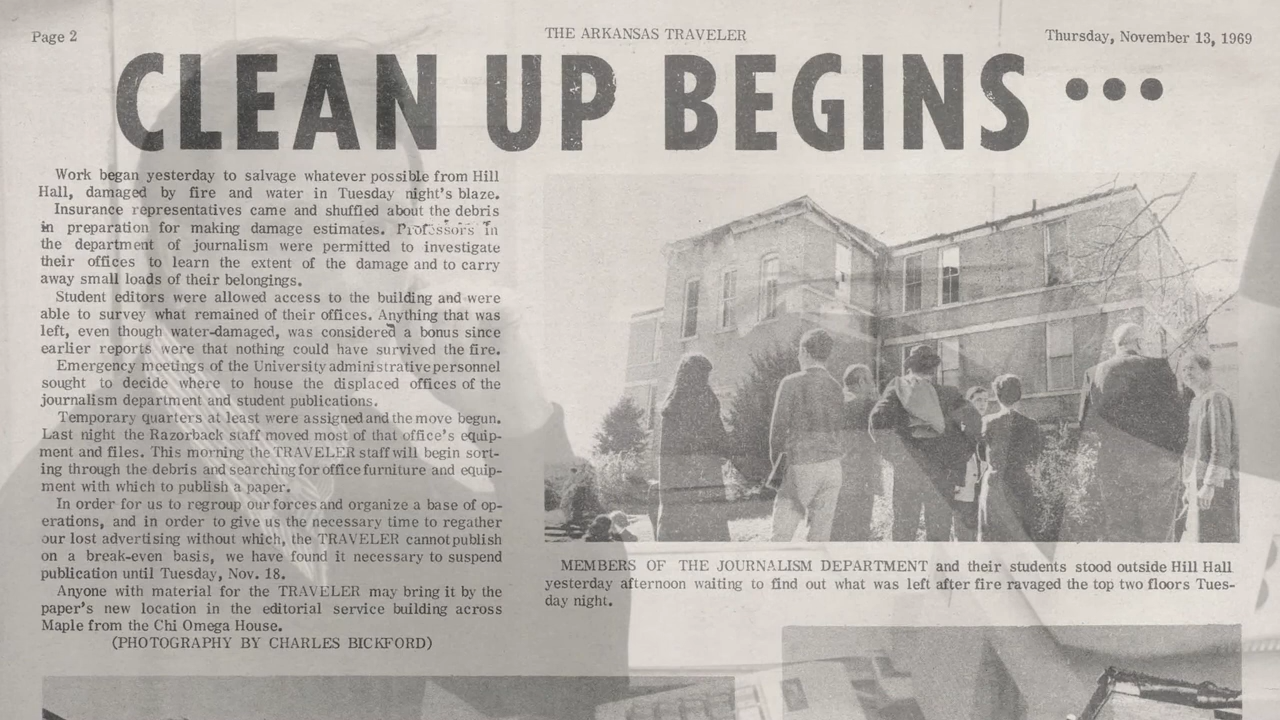 Page 2
THE ARKANSAS TRAVELER
Thursday, November 13, 1969
CLEAN UP BEGINS ...
Work began yesterday to salvage whatever possible from Hill
Hall, damaged by fire and water in Tuesday night's blaze.
Insurance representatives came and shuffled about the debris
in preparation for making damage estimates. Professors in
the department of journalism were permitted to investigate
their offices to learn the extent of the damage and to carry
away small loads of their belongings.
Student editors were allowed access to the building and were
able to survey what remained of their offices. Anything that was
left, even though water-damaged, was considered a bonus since
earlier reports were that nothing could have survived the fire.
Emergency meetings of the University administrative personnel
sought to decide where to house the displaced offices of the
journalism department and student publications.
Temporary quarters at least were assigned and the move begun.
Last night the Razorback staff moved most of that office's equip-
ment and files. This morning the TRAVELER staff will begin sort-
ing through the debris and searching for office furniture and equip-
ment with which to publish a paper.
In order for us to regroup our forces and organize a base of op-
erations, and in order to give us the necessary time to regather
our lost advertising without which, the TRAVELER cannot publish
on a break-even basis, we have found it necessary to suspend
publication until Tuesday, Nov. 18.
Anyone with material for the TRAVELER may bring it by the
paper's new location in the editorial service building across
Maple from the Chi Omega House.
(PHOTOGRAPHY BY CHARLES BICKFORD)
MEMBERS OF THE JOURNALISM DEPARTMENT and their students stood outside Hill Hall
yesterday afternoon waiting to find out what was left after fire ravaged the top two floors Tues-
day night.